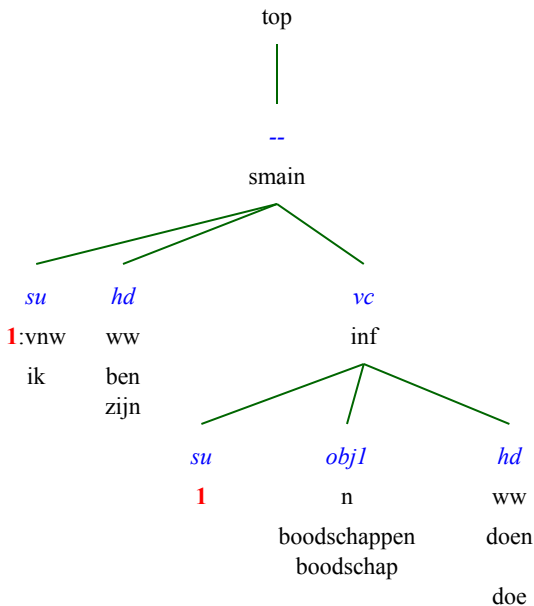 top
--
smain
su hd vc
1:vnw ww inf
ik ben
zijn
su obj1 hd
1 n ww
boodschappen doen
boodschap
doe